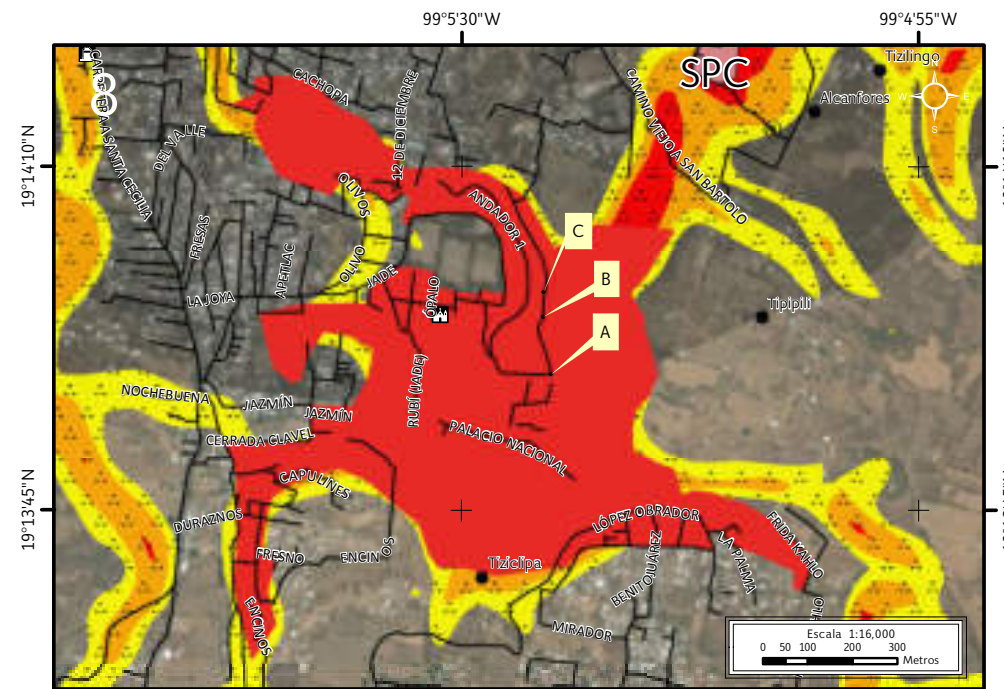 99°5'30"W
99°4'55"W
19°14'10"N
19°13'45"N
8
CARRETERA A SANTA CECILIA
DEL VALLE
CACHOPA
12 DE DICIEMBRE
CAMINO VIEJO A SAN BARTOLO
SPC
Tizilingo
Alcanfores
N
W
E
S
OLIVOS
ANDADOR 1
FRESAS
APETLAC
OLIVO
JADE
ÓPALO
LA JOYA
C
B
A
Tipipili
RUBÍ (JADE)
NOCHEBUENA
JAZMÍN
JAZMÍN
CERRADA CLAVEL
PALACIO NACIONAL
CAPULINES
DURAZNOS
FRESNO
ENCINOS
ENCINOS
Tiziclipa
LÓPEZ OBRADOR
BENITO JUÁREZ
LA PALMA
FRIDA KAHLO
MIRADOR
Escala 1:16,000
0 50 100 200 300
Metros